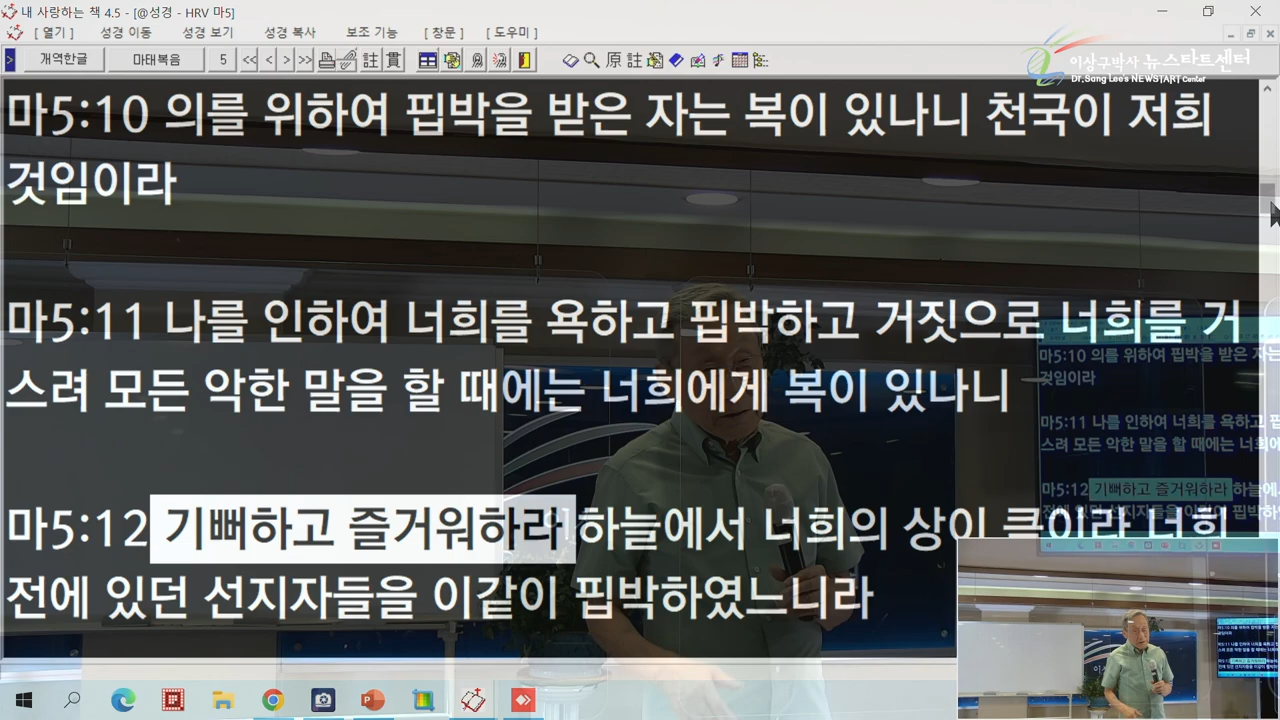 내 사랑하는 책 4.5 - [@성경 - HRV 마5]
[ 열기 ] 성경 이동 성경 보기 성경 복사 보조 기능 [ 창문 ] [ 도우미 ]
개역한글 마태복음 5 << < > >> 註 貫 原 註
이상구박사 뉴스타트센터
Dr.Sang Lee's NEWSTART Center
마5:10 의를 위하여 핍박을 받은 자는 복이 있나니 천국이 저희
것임이라
마5:11 나를 인하여 너희를 욕하고 핍박하고 거짓으로 너희를 거
스려 모든 악한 말을 할 때에는 너희에게 복이 있나니
마5:12 기뻐하고 즐거워하라 하늘에서 너희의 상이 큼이라 너희
전에 있던 선지자들을 이같이 핍박하였느니라
마5:10 의를 위하여 핍박을 받은 자는
것임이라
마5:11 나를 인하여 너희를 욕하고
스려 모든 악한 말을 할 때에는
마5:12 기뻐하고 즐거워하라